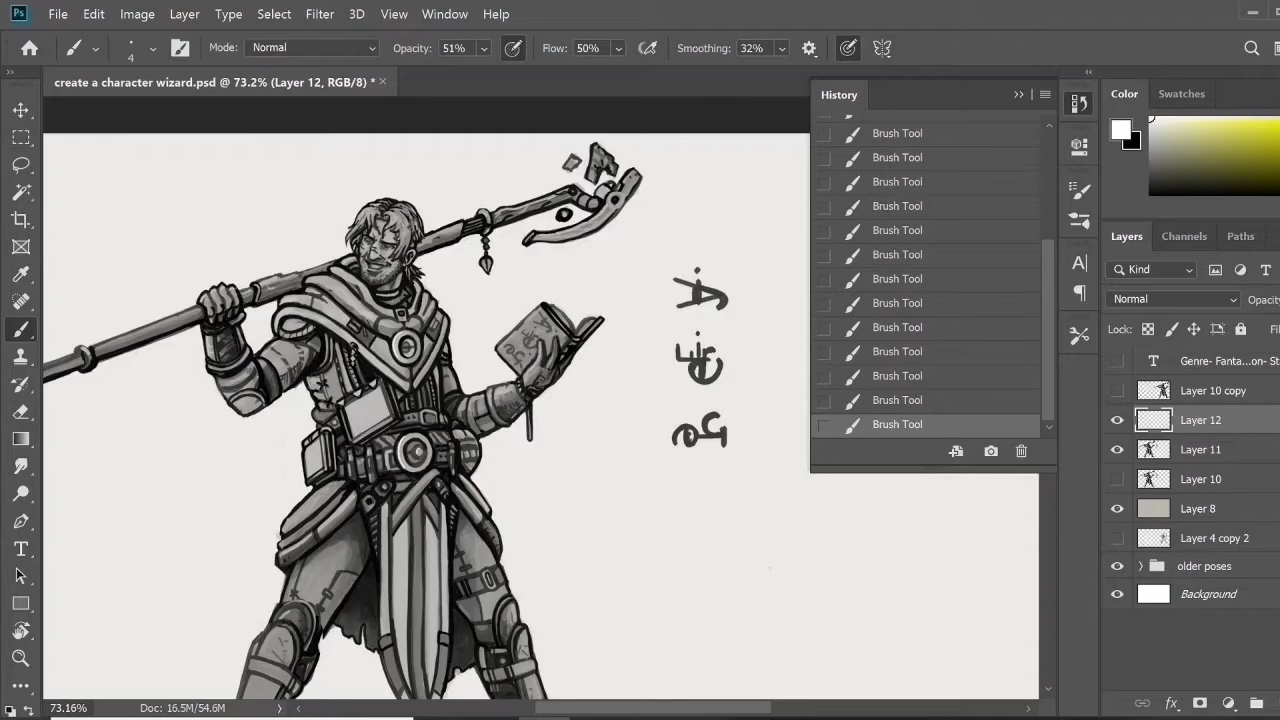 Ps File Edit Image Layer Type Select Filter 3D View Window Help
4 Mode: Normal Opacity: 51% Flow: 50% Smoothing: 32%
create a character wizard.psd @ 73.2% (Layer 12, RGB/8) *
History
Brush Tool
Brush Tool
Brush Tool
Brush Tool
Brush Tool
Brush Tool
Brush Tool
Brush Tool
Brush Tool
Brush Tool
Brush Tool
Brush Tool
Brush Tool
Color Swatches
Layers Channels Paths
Kind
Normal Opacity:
Lock: Fill:
Genre- Fanta...on- St
Layer 10 copy
Layer 12
Layer 11
Layer 10
Layer 8
Layer 4 copy 2
older poses
Background
73.16% Doc: 16.5M/54.6M